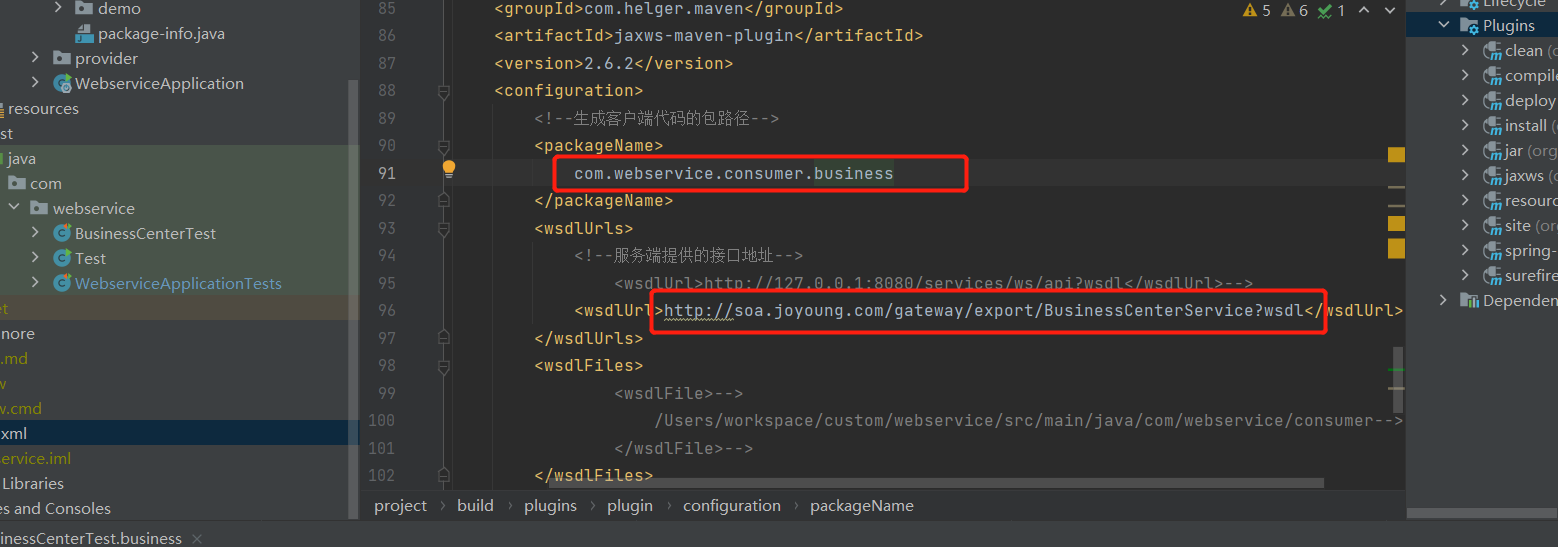 demo
package-info.java
provider
WebserviceApplication
resources
st
java
com
webservice
BusinessCenterTest
Test
WebserviceApplicationTests
et
nore
.md
w
w.cmd
xml
ervice.iml
Libraries
es and Consoles
85 <groupId>com.helger.maven</groupId>
86 <artifactId>jaxws-maven-plugin</artifactId>
87 <version>2.6.2</version>
88 <configuration>
89 <!--生成客户端代码的包路径-->
90 <packageName>
91 com.webservice.consumer.business
92 </packageName>
93 <wsdlUrls>
94 <!--服务端提供的接口地址-->
95 <wsdlUrl>http://127.0.0.1:8080/services/ws/api?wsdl</wsdlUrl>-->
96 <wsdlUrl>http://soa.joyoung.com/gateway/export/BusinessCenterService?wsdl</wsdlUrl>
97 </wsdlUrls>
98 <wsdlFiles>
99 <wsdlFile>-->
100 /Users/workspace/custom/webservice/src/main/java/com/webservice/consumer-->
101 </wsdlFile>-->
102 </wsdlFiles>
5 6 1
project › build › plugins › plugin › configuration › packageName
Lifecycle
Plugins
clean (c
compile
deploy
install (
jar (org
jaxws (
resourc
site (or
spring-
surefire
Dependen
inessCenterTest.business ×